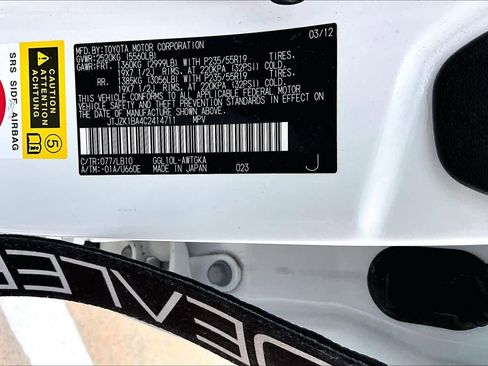 03/12
MFD.BY:TOYOTA MOTOR CORPORATION
GVWR:2520KG (5560LB)
GAWR:FRT. 1360KG (2999LB) WITH P235/55R19 TIRES.
19X7 1/2J RIMS. AT 220KPA (32PSI) COLD.
RR. 1385KG (3056LB) WITH P235/55R19 TIRES.
19X7 1/2J RIMS. AT 220KPA (32PSI) COLD.
THIS VEHICLE CONFORMS TO ALL APPLICABLE FEDERAL MOTOR
VEHICLE SAFETY AND THEFT PREVENTION STANDARDS IN EFFECT ON
THE DATE OF MANUFACTURE SHOWN ABOVE.
JTJZK1BA4C2414711 MPV
C/TR:077/LB10 GGL10L-AWTGKA
A/TM:-01A/U660E MADE IN JAPAN 023 J
SRS SIDE AIRBAG
CAUTION
ATTENTION
ACHTUNG
5